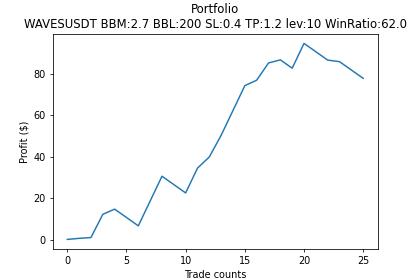 Portfolio
WAVESUSDT BBM:2.7 BBL:200 SL:0.4 TP:1.2 lev:10 WinRatio:62.0
80
60
40
20
0
Profit ($)
0 5 10 15 20 25
Trade counts